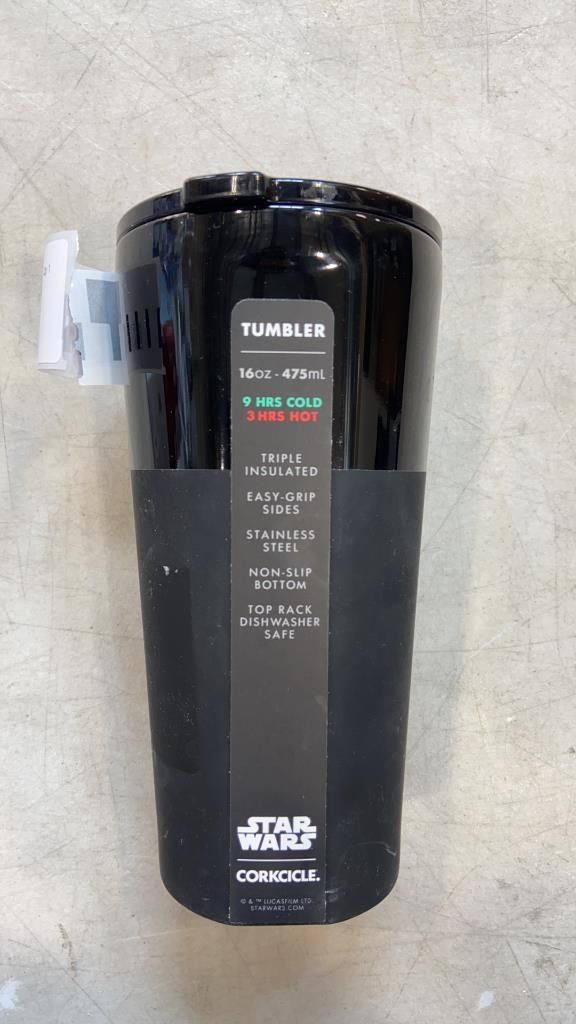 TUMBLER
16OZ - 475mL
9 HRS COLD
3 HRS HOT
TRIPLE
INSULATED
EASY-GRIP
SIDES
STAINLESS
STEEL
NON-SLIP
BOTTOM
TOP RACK
DISHWASHER
SAFE
STAR
WARS
CORKCICLE.
© & ™ LUCASFILM LTD.
STARWARS.COM